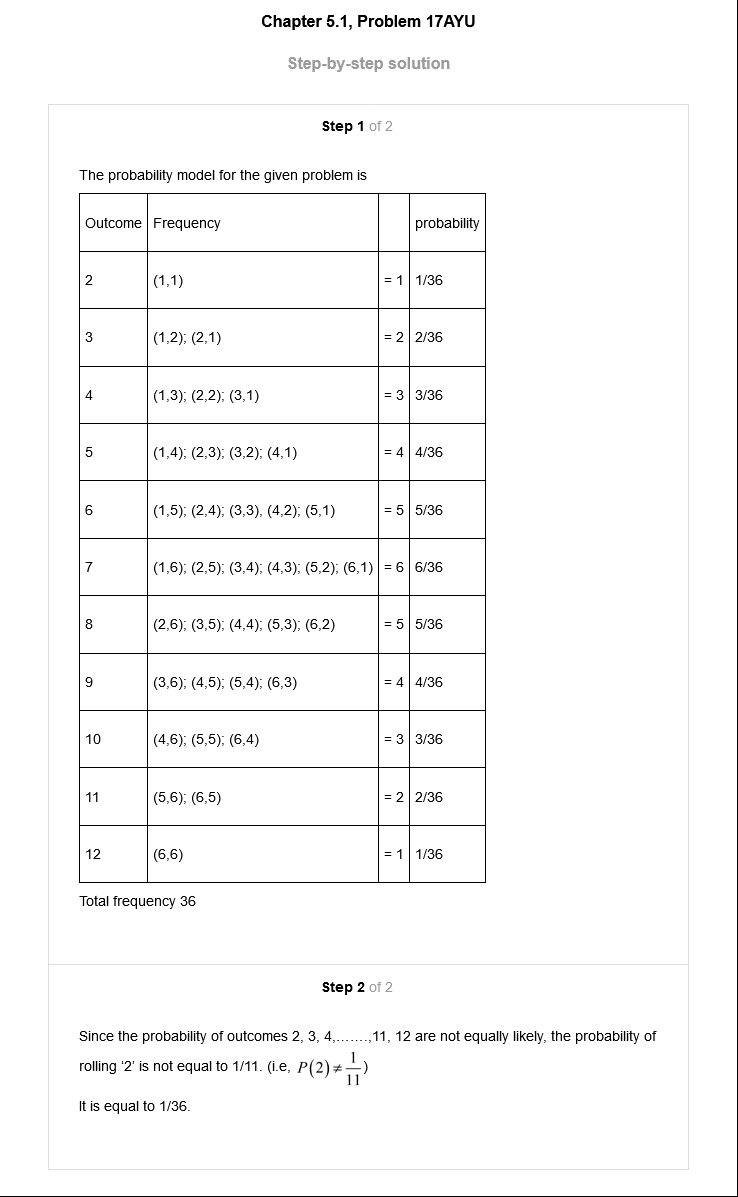 Chapter 5.1, Problem 17AYU
Step-by-step solution
Step 1 of 2
The probability model for the given problem is
Outcome Frequency probability
2 (1,1) = 1 1/36
3 (1,2); (2,1) = 2 2/36
4 (1,3); (2,2); (3,1) = 3 3/36
5 (1,4); (2,3); (3,2); (4,1) = 4 4/36
6 (1,5); (2,4); (3,3), (4,2); (5,1) = 5 5/36
7 (1,6); (2,5); (3,4); (4,3); (5,2); (6,1) = 6 6/36
8 (2,6); (3,5); (4,4); (5,3); (6,2) = 5 5/36
9 (3,6); (4,5); (5,4); (6,3) = 4 4/36
10 (4,6); (5,5); (6,4) = 3 3/36
11 (5,6); (6,5) = 2 2/36
12 (6,6) = 1 1/36
Total frequency 36
Step 2 of 2
Since the probability of outcomes 2, 3, 4,.......,11, 12 are not equally likely, the probability of
rolling ‘2’ is not equal to 1/11. (i.e, P(2)≠1/11)
It is equal to 1/36.